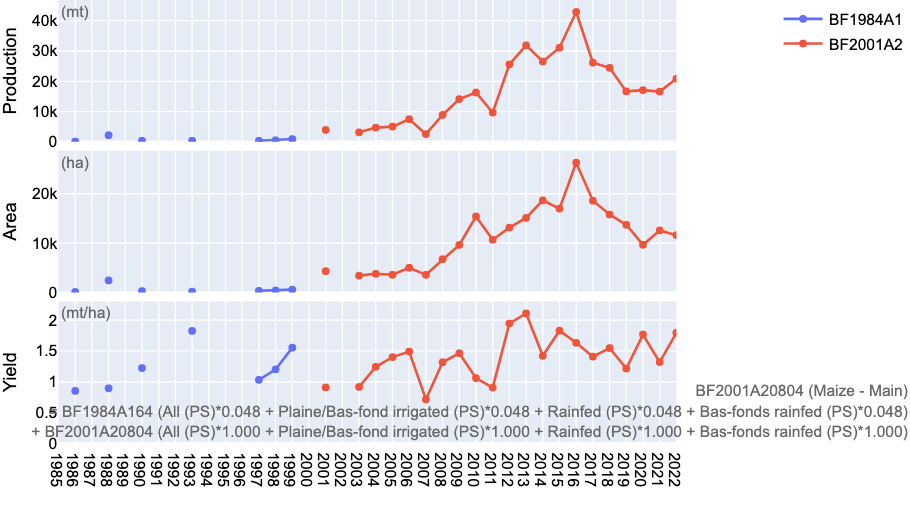 (mt)
Production
40k
30k
20k
10k
0
BF1984A1
BF2001A2
(ha)
Area
20k
10k
0
(mt/ha)
Yield
2
1.5
1
0.5
0
BF2001A20804 (Maize - Main)
= BF1984A164 (All (PS)*0.048 + Plaine/Bas-fond irrigated (PS)*0.048 + Rainfed (PS)*0.048 + Bas-fonds rainfed (PS)*0.048)
+ BF2001A20804 (All (PS)*1.000 + Plaine/Bas-fond irrigated (PS)*1.000 + Rainfed (PS)*1.000 + Bas-fonds rainfed (PS)*1.000)
1985
1986
1987
1988
1989
1990
1991
1992
1993
1994
1995
1996
1997
1998
1999
2000
2001
2002
2003
2004
2005
2006
2007
2008
2009
2010
2011
2012
2013
2014
2015
2016
2017
2018
2019
2020
2021
2022